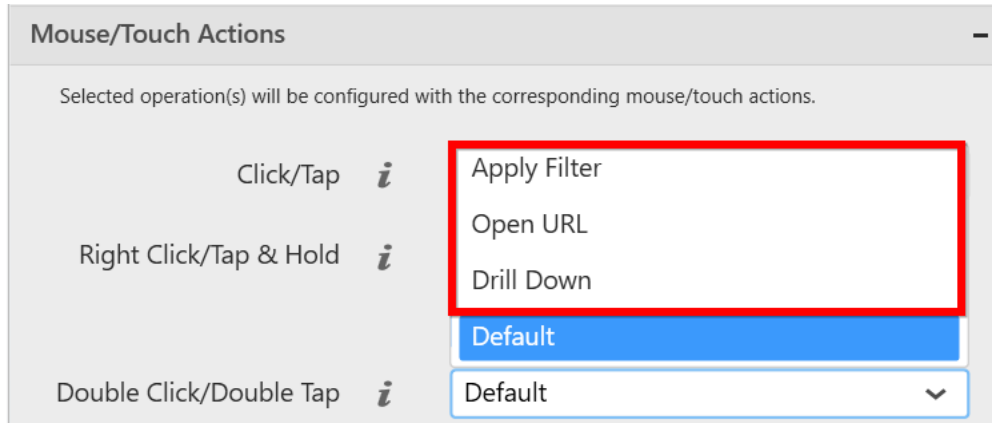 Mouse/Touch Actions
Selected operation(s) will be configured with the corresponding mouse/touch actions.
Click/Tap i
Apply Filter
Open URL
Right Click/Tap & Hold i
Drill Down
Default
Double Click/Double Tap i Default